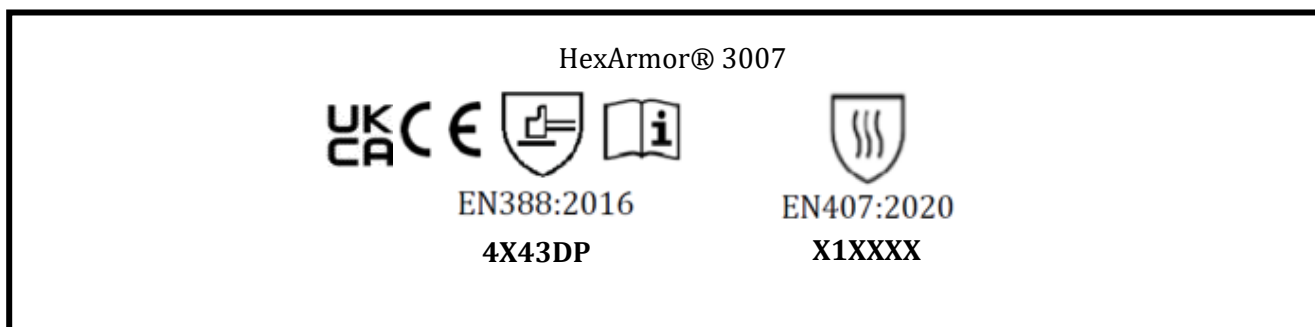 HexArmor® 3007
UK
CA
CE
i
EN388:2016
EN407:2020
4X43DP
X1XXXX